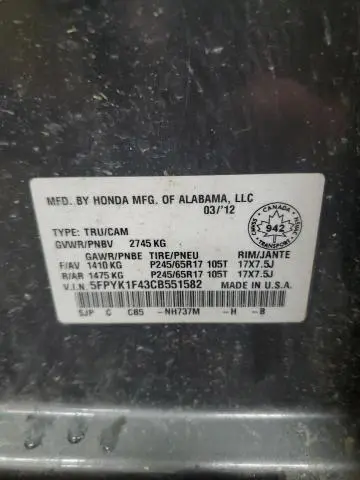 MFD. BY HONDA MFG. OF ALABAMA, LLC
03/'12
TYPE: TRU/CAM
GVWR/PNBV 2745 KG
GAWR/PNBE TIRE/PNEU RIM/JANTE
F/AV 1410 KG P245/65R17 105T 17X7.5J
R/AR 1475 KG P245/65R17 105T 17X7.5J
V.I.N. 5FPYK1F43CB551582 MADE IN U.S.A.
SJP C C85 -NH737M -H -B
CANADA
942